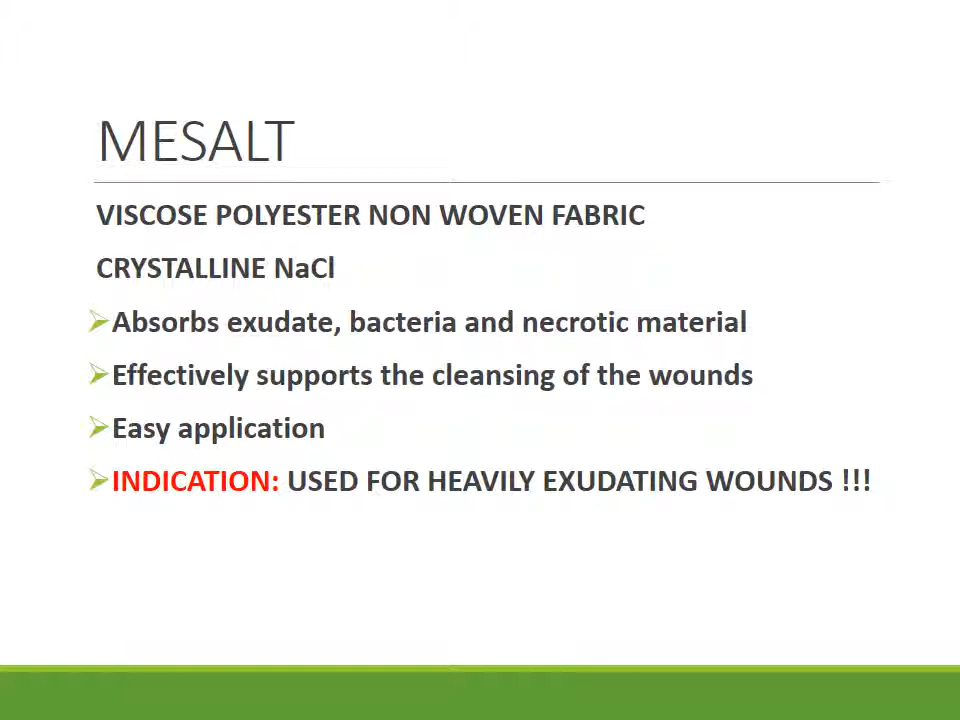 MESALT
VISCOSE POLYESTER NON WOVEN FABRIC
CRYSTALLINE NaCl
Absorbs exudate, bacteria and necrotic material
Effectively supports the cleansing of the wounds
Easy application
INDICATION: USED FOR HEAVILY EXUDATING WOUNDS !!!